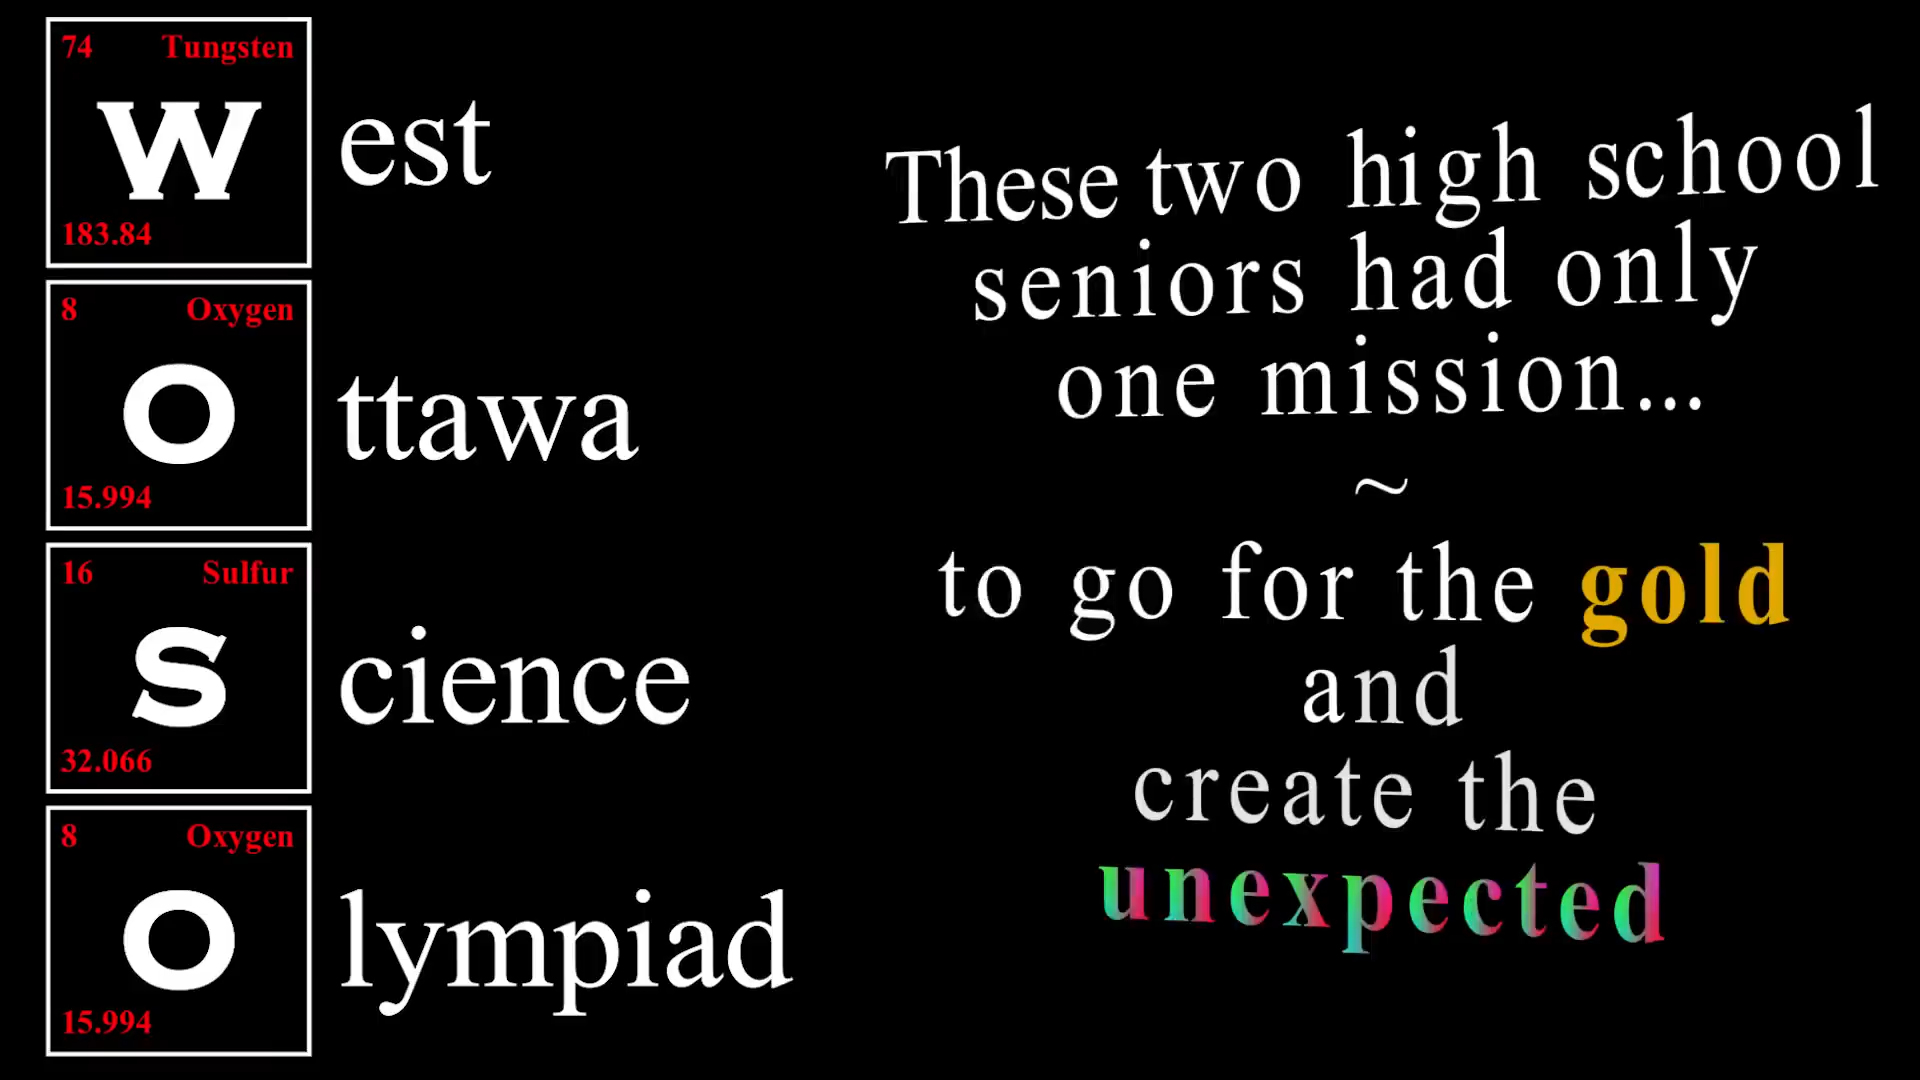 74 Tungsten
W est
183.84
8 Oxygen
O ttawa
15.994
16 Sulfur
S cience
32.066
8 Oxygen
O lympiad
15.994
These two high school
seniors had only
one mission...
~
to go for the gold
and
create the
unexpected